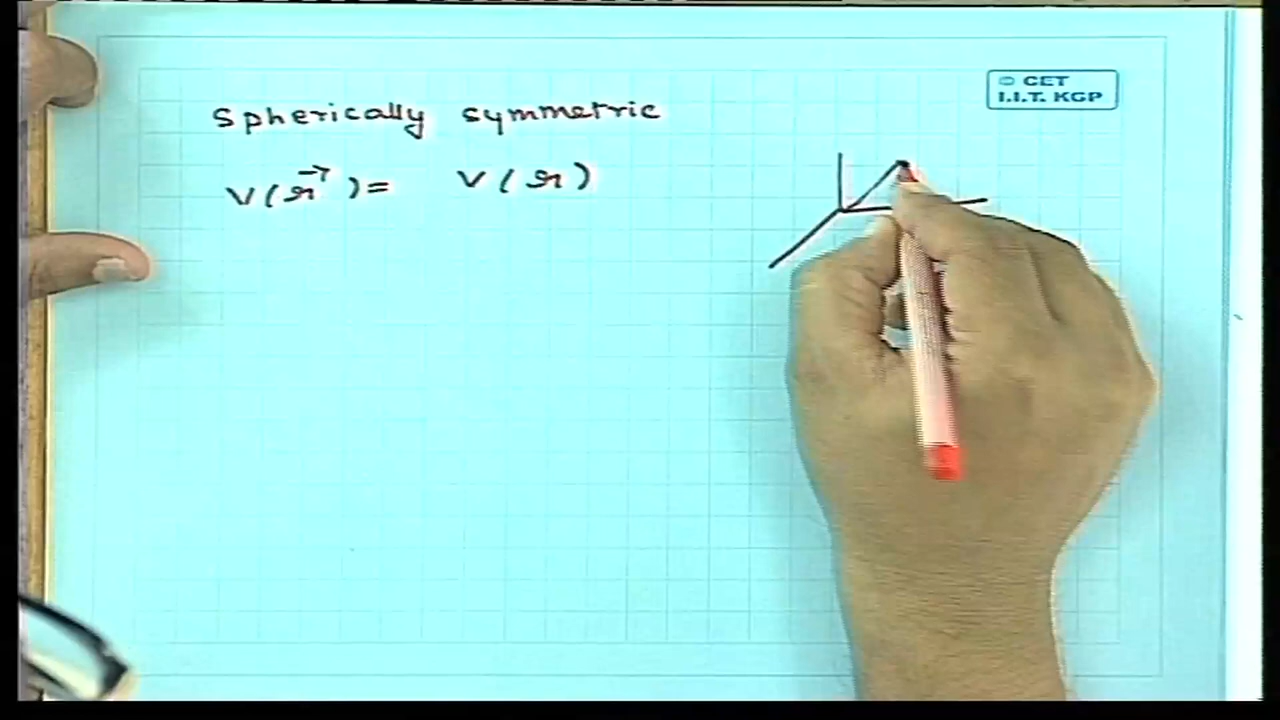 © CET
I.I.T. KGP
Spherically symmetric
V(r⃗) = V(r)